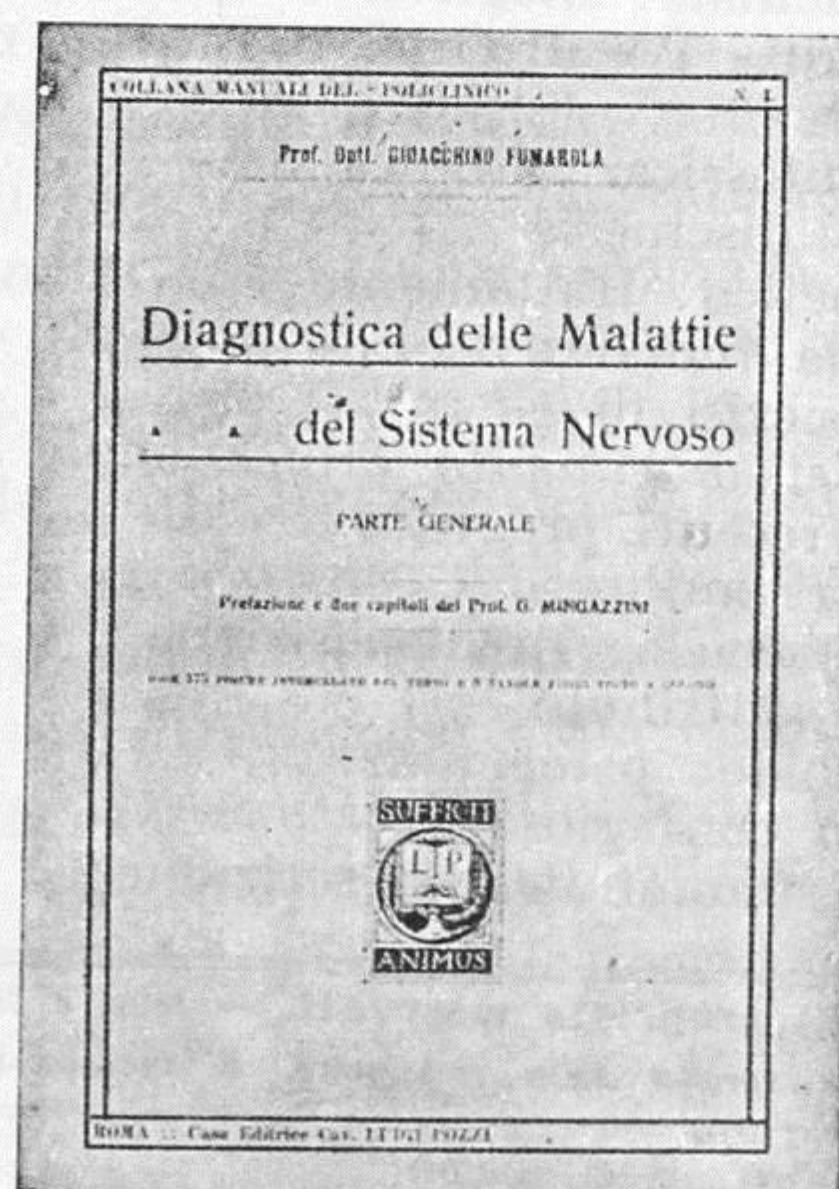 COLLANA MANUALI DEL "POLICLINICO" N. 4
Prof. Dott. GIOACCHINO FUMAROLA
Diagnostica delle Malattie
del Sistema Nervoso
PARTE GENERALE
Prefazione e due capitoli del Prof. G. MINGAZZINI
SUFFICIT
L P
ANIMUS
ROMA :: Casa Editrice Cav. LUIGI POZZI